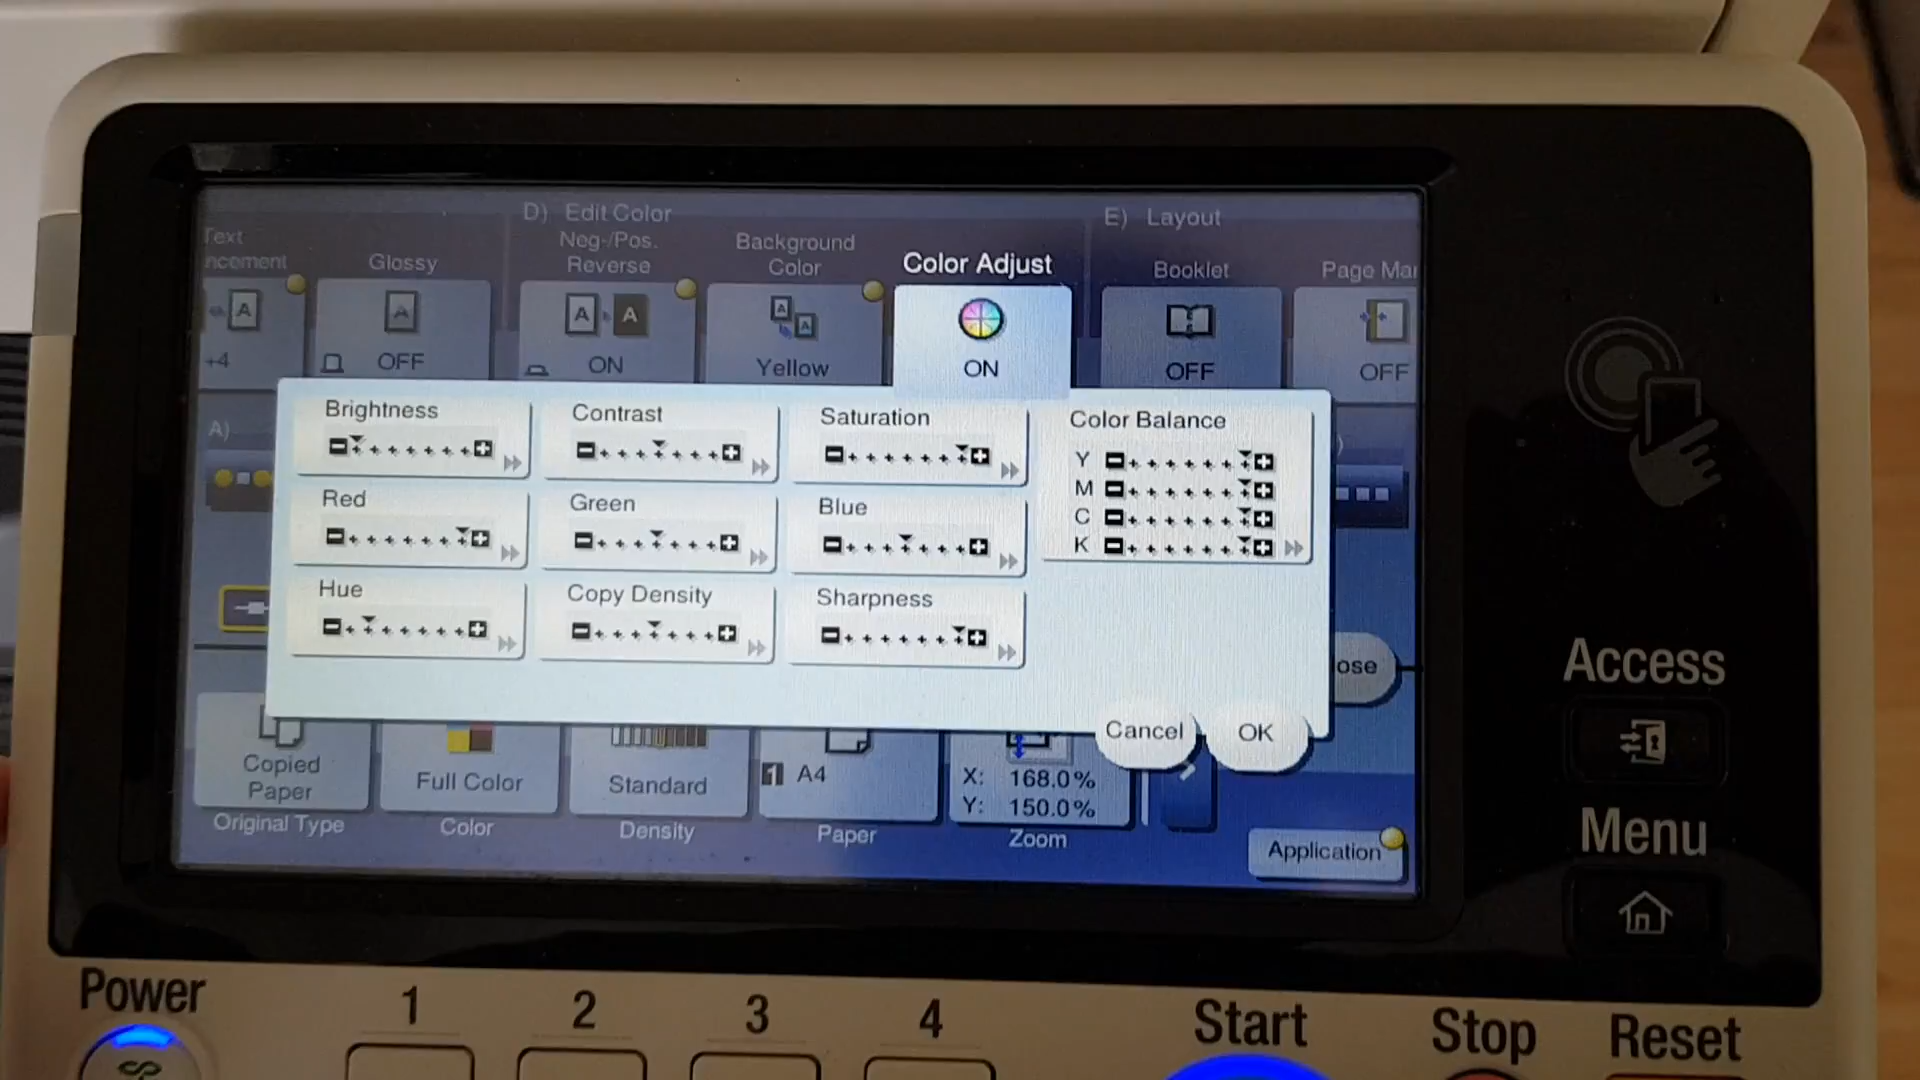 D) Edit Color
E) Layout
Text
Neg-/Pos.
Background
ncement
Glossy
Reverse
Color
Color Adjust
Booklet
Page Mar
A
A
A A
A A
+4
OFF
ON
Yellow
ON
OFF
OFF
Brightness
Contrast
Saturation
Color Balance
A)
Y
M
C
K
Red
Green
Blue
Hue
Copy Density
Sharpness
ose
Cancel
OK
Access
Copied
Paper
Full Color
Standard
1 A4
X: 168.0%
Y: 150.0%
Original Type
Color
Density
Paper
Zoom
Application
Menu
Power
1
2
3
4
Start
Stop
Reset